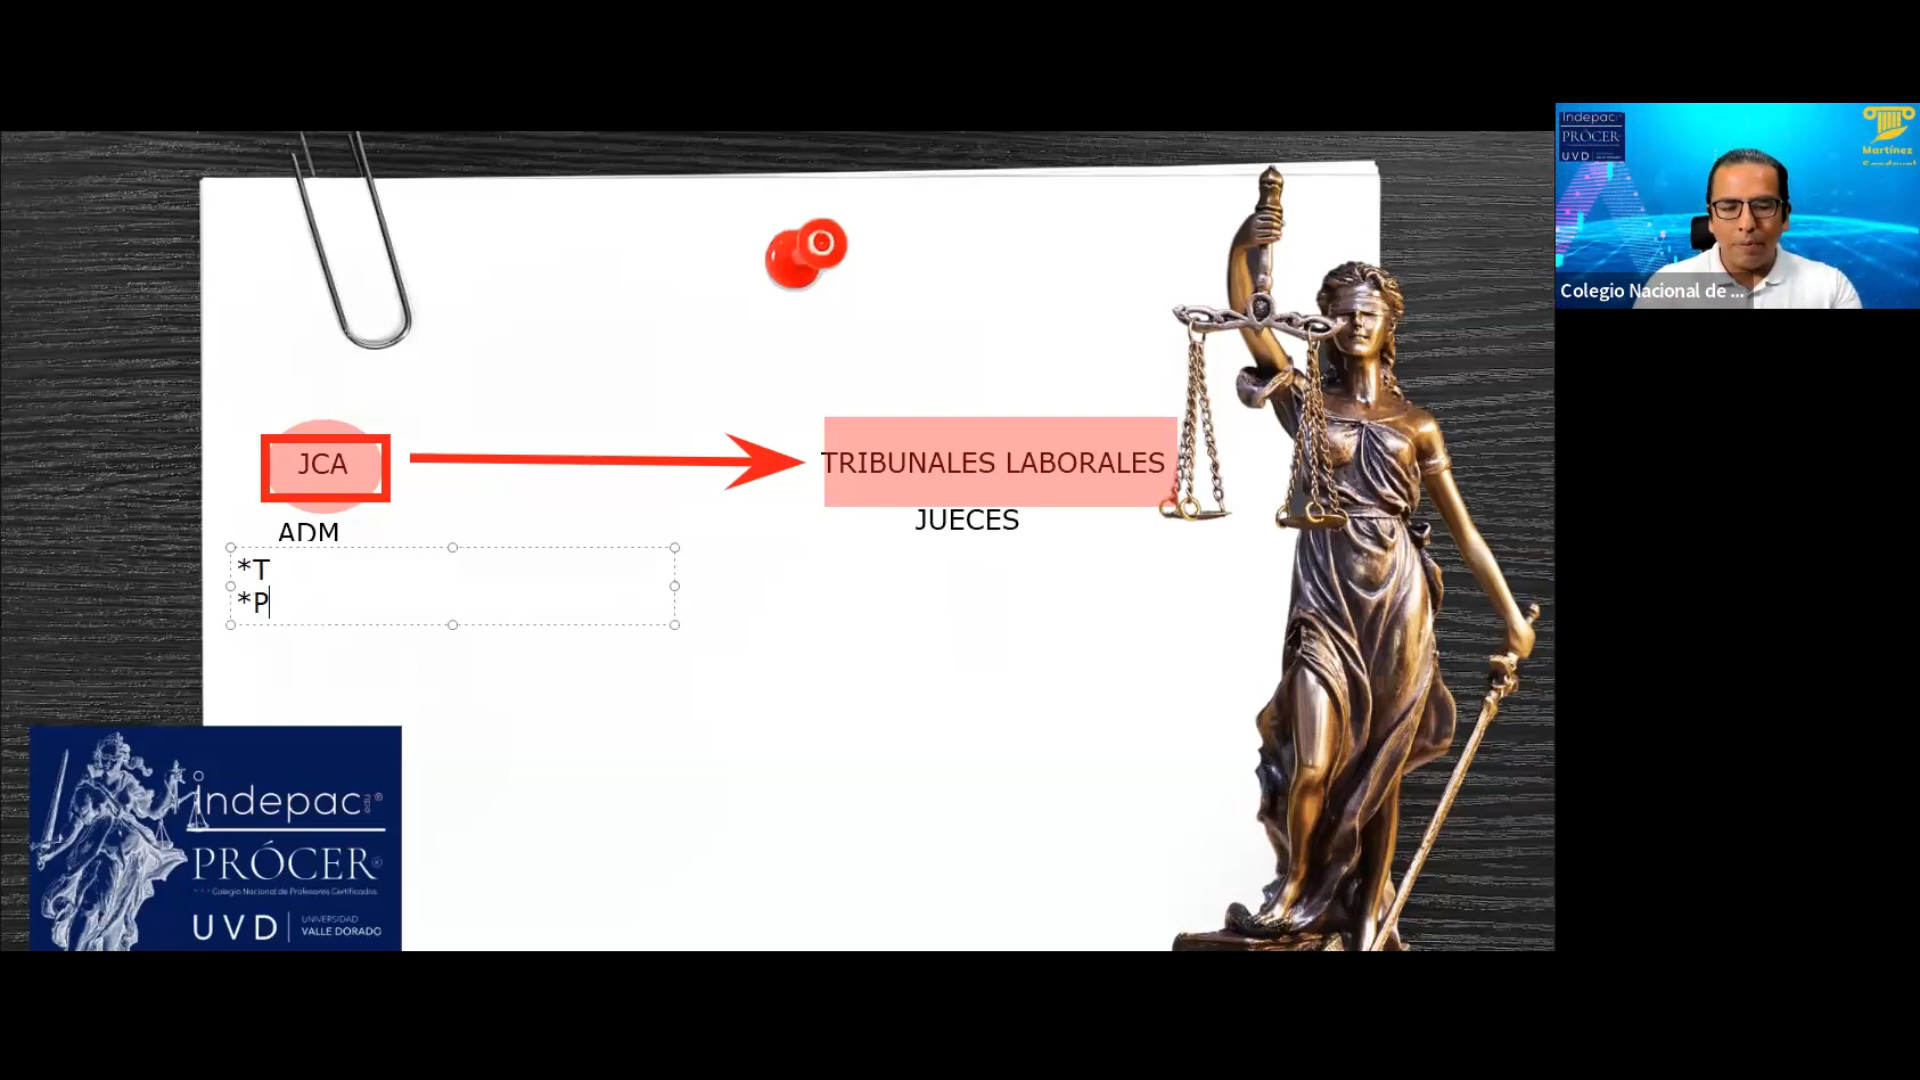 JCA
TRIBUNALES LABORALES
ADM
JUECES
*T
*P
Indepac
PRÓCER
Colegio Nacional de Profesores Certificados
UVD
UNIVERSIDAD
VALLE DORADO
Indepac
PRÓCER
UVD
Martínez
Sandoval
Colegio Nacional de ...